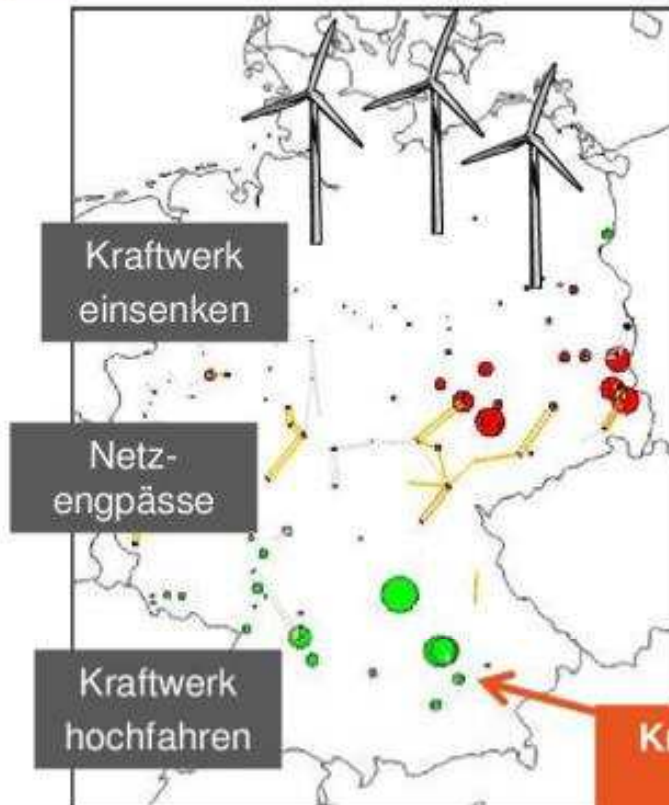 Kraftwerk
einsenken
Netz-
engpässe
Kraftwerk
hochfahren